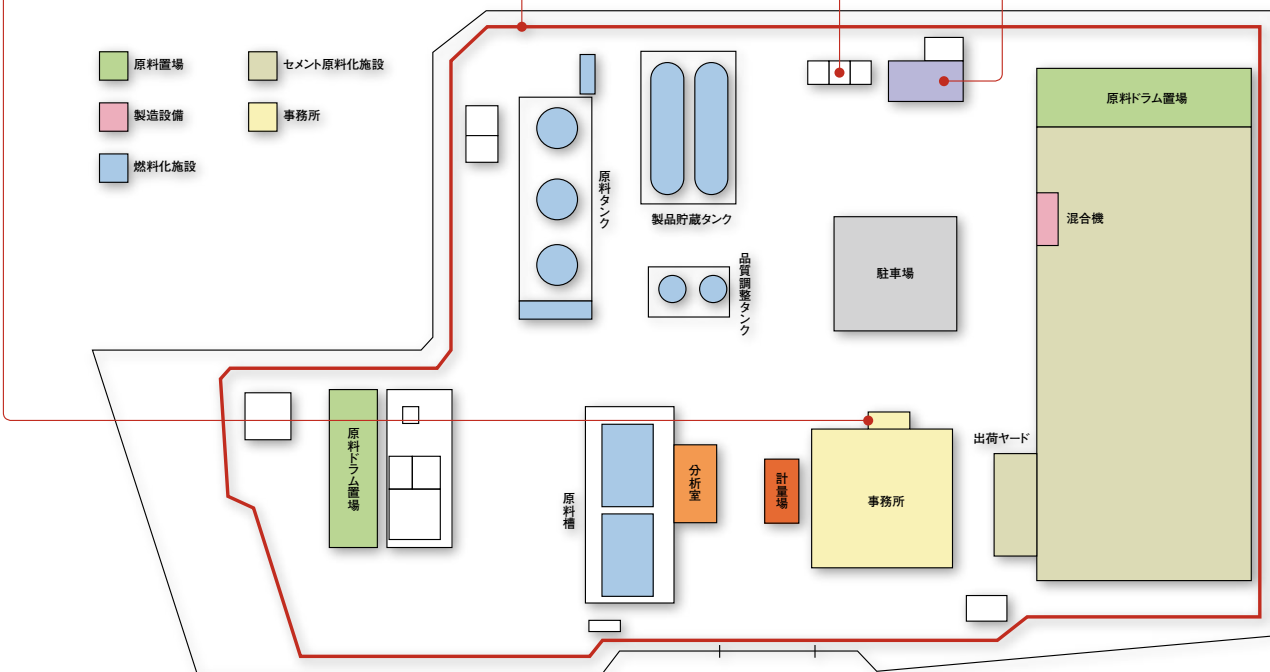 原料置場
セメント原料化施設
製造設備
事務所
燃料化施設
原料タンク
製品貯蔵タンク
品質調整タンク
駐車場
原料ドラム置場
混合機
原料ドラム置場
原料槽
分析室
計量場
事務所
出荷ヤード